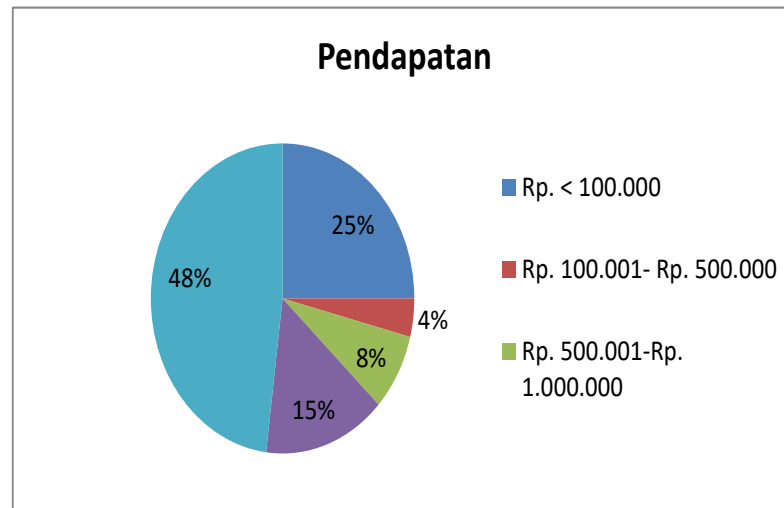 Pendapatan
25%
4%
8%
15%
48%
Rp. < 100.000
Rp. 100.001- Rp. 500.000
Rp. 500.001-Rp.
1.000.000